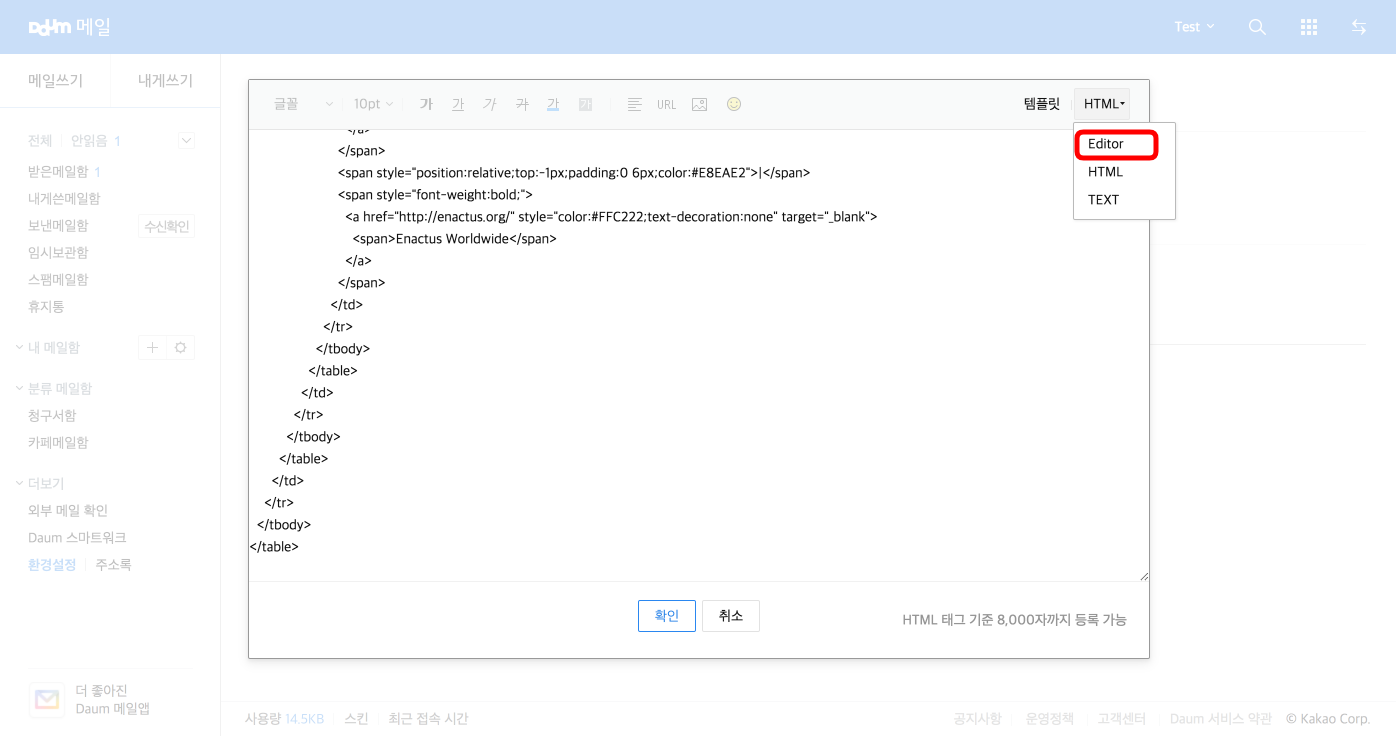 Daum 메일
Test
메일쓰기
내게쓰기
전체
안읽음 1
받은메일함 1
내게쓴메일함
보낸메일함
수신확인
임시보관함
스팸메일함
휴지통
내 메일함
분류 메일함
청구서함
카페메일함
더보기
외부 메일 확인
Daum 스마트워크
환경설정
주소록
더 좋아진
Daum 메일앱
글꼴
10pt
가
가
가
가
가
가
URL
템플릿
HTML
Editor
HTML
TEXT
</a>
</span>
<span style="position:relative;top:-1px;padding:0 6px;color:#E8EAE2">|</span>
<span style="font-weight:bold;">
<a href="http://enactus.org/" style="color:#FFC222;text-decoration:none" target="_blank">
<span>Enactus Worldwide</span>
</a>
</span>
</td>
</tr>
</tbody>
</table>
</td>
</tr>
</tbody>
</table>
</td>
</tr>
</tbody>
</table>
확인
취소
HTML 태그 기준 8,000자까지 등록 가능
사용량 14.5KB
스킨
최근 접속 시간
공지사항
운영정책
고객센터
Daum 서비스 약관
© Kakao Corp.